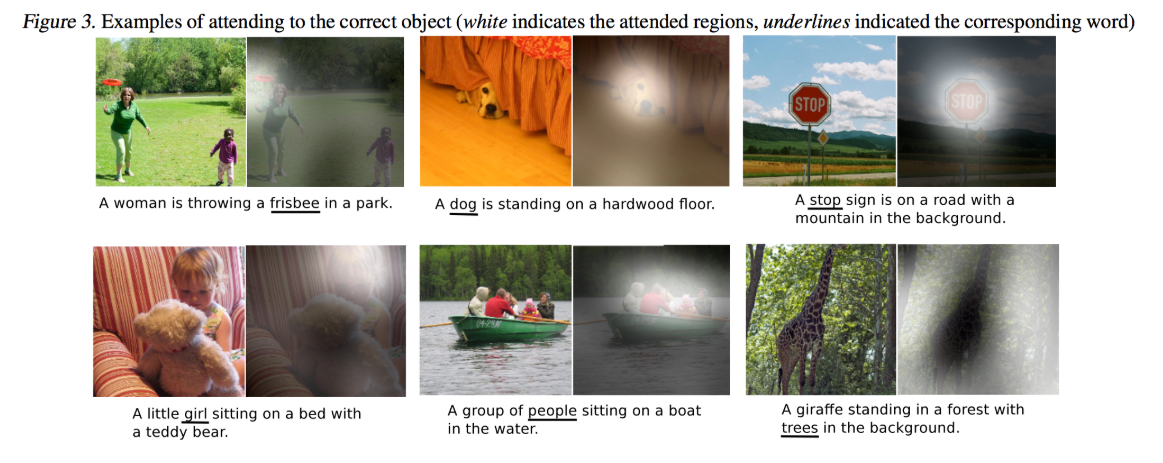 Figure 3. Examples of attending to the correct object (white indicates the attended regions, underlines indicated the corresponding word)
STOP
STOP
A woman is throwing a frisbee in a park.
A dog is standing on a hardwood floor.
A stop sign is on a road with a
mountain in the background.
A little girl sitting on a bed with
a teddy bear.
A group of people sitting on a boat
in the water.
A giraffe standing in a forest with
trees in the background.